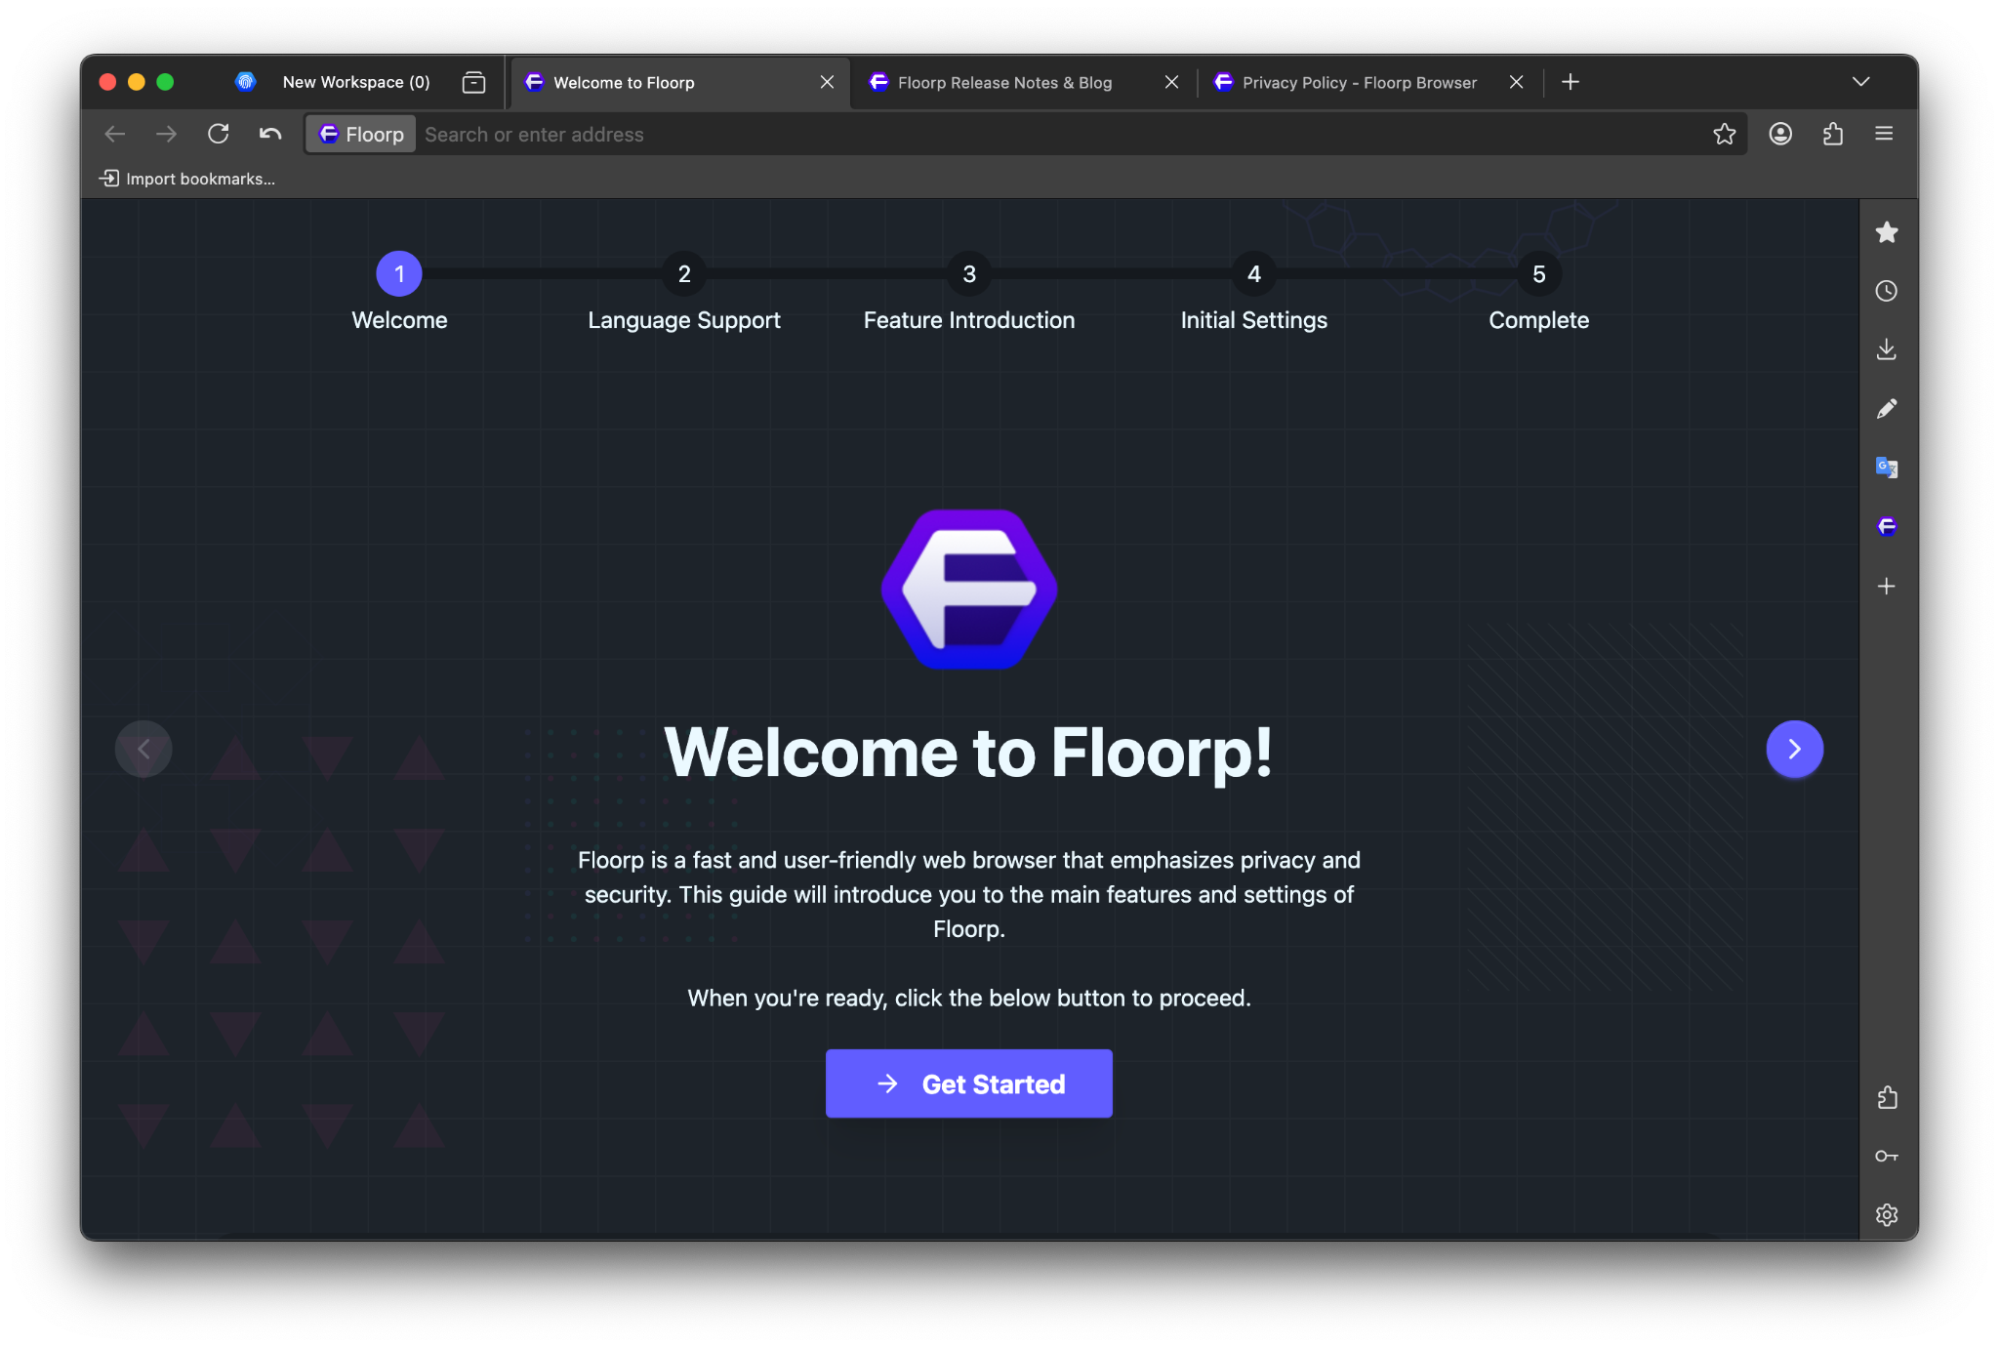 New Workspace (0)
Welcome to Floorp
Floorp Release Notes & Blog
Privacy Policy - Floorp Browser
Floorp
Search or enter address
Import bookmarks...
1
2
3
4
5
Welcome
Language Support
Feature Introduction
Initial Settings
Complete
Welcome to Floorp!
Floorp is a fast and user-friendly web browser that emphasizes privacy and
security. This guide will introduce you to the main features and settings of
Floorp.
When you're ready, click the below button to proceed.
Get Started